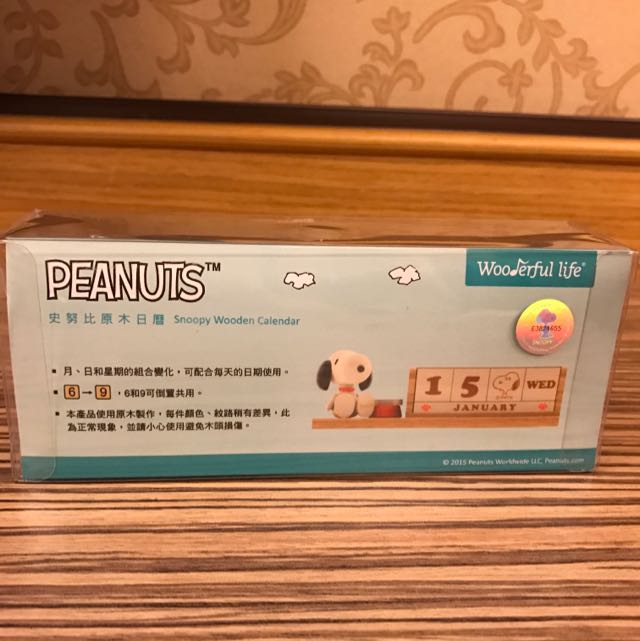 PEANUTS™
Wooderful life®
史努比原木日曆 Snoopy Wooden Calendar
SNOOPY
▪ 月、日和星期的組合變化，可配合每天的日期使用。
▪ 6 → 9，6和9可倒置共用。
▪ 本產品使用原木製作，每件顏色、紋路稍有差異，此
為正常現象，並請小心使用避免木頭損傷。
1 5 WED
JANUARY
© 2015 Peanuts Worldwide LLC, Peanuts.com